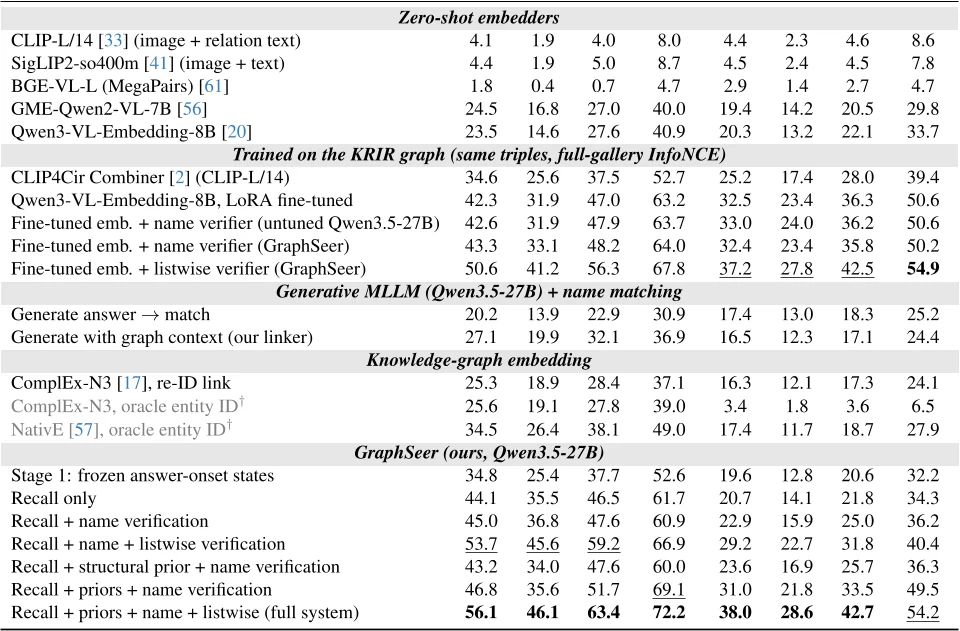 Zero-shot embedders
CLIP-L/14 [33] (image + relation text) 4.1 1.9 4.0 8.0 4.4 2.3 4.6 8.6
SigLIP2-so400m [41] (image + text) 4.4 1.9 5.0 8.7 4.5 2.4 4.5 7.8
BGE-VL-L (MegaPairs) [61] 1.8 0.4 0.7 4.7 2.9 1.4 2.7 4.7
GME-Qwen2-VL-7B [56] 24.5 16.8 27.0 40.0 19.4 14.2 20.5 29.8
Qwen3-VL-Embedding-8B [20] 23.5 14.6 27.6 40.9 20.3 13.2 22.1 33.7
Trained on the KRIR graph (same triples, full-gallery InfoNCE)
CLIP4Cir Combiner [2] (CLIP-L/14) 34.6 25.6 37.5 52.7 25.2 17.4 28.0 39.4
Qwen3-VL-Embedding-8B, LoRA fine-tuned 42.3 31.9 47.0 63.2 32.5 23.4 36.3 50.6
Fine-tuned emb. + name verifier (untuned Qwen3.5-27B) 42.6 31.9 47.9 63.7 33.0 24.0 36.2 50.6
Fine-tuned emb. + name verifier (GraphSeer) 43.3 33.1 48.2 64.0 32.4 23.4 35.8 50.2
Fine-tuned emb. + listwise verifier (GraphSeer) 50.6 41.2 56.3 67.8 37.2 27.8 42.5 54.9
Generative MLLM (Qwen3.5-27B) + name matching
Generate answer → match 20.2 13.9 22.9 30.9 17.4 13.0 18.3 25.2
Generate with graph context (our linker) 27.1 19.9 32.1 36.9 16.5 12.3 17.1 24.4
Knowledge-graph embedding
ComplEx-N3 [17], re-ID link 25.3 18.9 28.4 37.1 16.3 12.1 17.3 24.1
ComplEx-N3, oracle entity ID† 25.6 19.1 27.8 39.0 3.4 1.8 3.6 6.5
NativE [57], oracle entity ID† 34.5 26.4 38.1 49.0 17.4 11.7 18.7 27.9
GraphSeer (ours, Qwen3.5-27B)
Stage 1: frozen answer-onset states 34.8 25.4 37.7 52.6 19.6 12.8 20.6 32.2
Recall only 44.1 35.5 46.5 61.7 20.7 14.1 21.8 34.3
Recall + name verification 45.0 36.8 47.6 60.9 22.9 15.9 25.0 36.2
Recall + name + listwise verification 53.7 45.6 59.2 66.9 29.2 22.7 31.8 40.4
Recall + structural prior + name verification 43.2 34.0 47.6 60.0 23.6 16.9 25.7 36.3
Recall + priors + name verification 46.8 35.6 51.7 69.1 31.0 21.8 33.5 49.5
Recall + priors + name + listwise (full system) 56.1 46.1 63.4 72.2 38.0 28.6 42.7 54.2